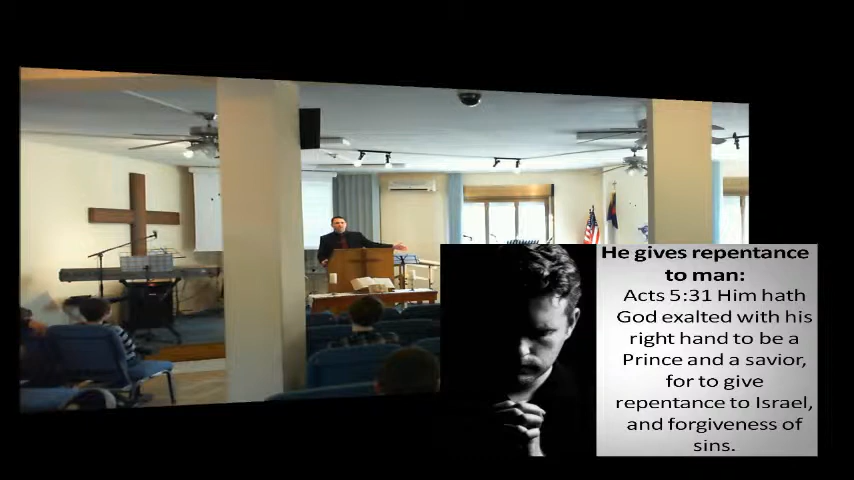 He gives repentance
to man:
Acts 5:31 Him hath
God exalted with his
right hand to be a
Prince and a savior,
for to give
repentance to Israel,
and forgiveness of
sins.